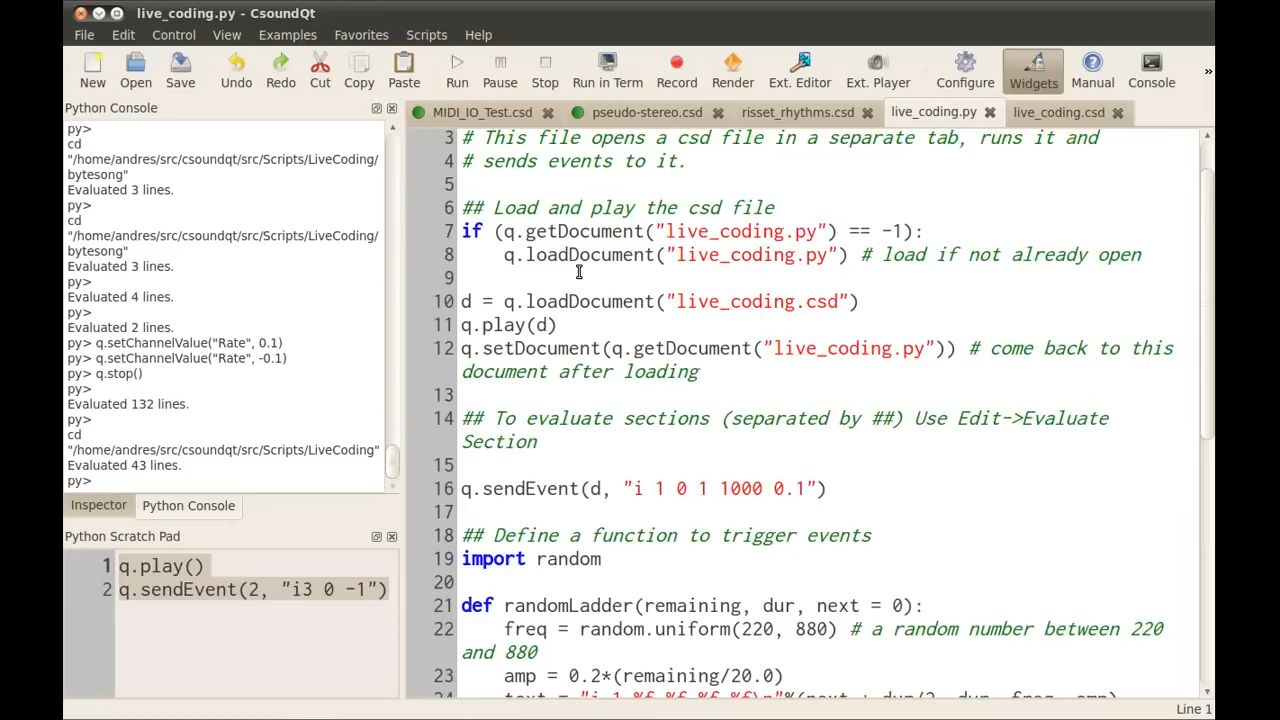 live_coding.py - CsoundQt
File Edit Control View Examples Favorites Scripts Help
New Open Save Undo Redo Cut Copy Paste Run Pause Stop Run in Term Record Render Ext. Editor Ext. Player Configure Widgets Manual Console »
Python Console
py>
cd
"/home/andres/src/csoundqt/src/Scripts/LiveCoding/
bytesong"
Evaluated 3 lines.
py>
cd
"/home/andres/src/csoundqt/src/Scripts/LiveCoding/
bytesong"
Evaluated 3 lines.
py>
Evaluated 4 lines.
py>
Evaluated 2 lines.
py> q.setChannelValue("Rate", 0.1)
py> q.setChannelValue("Rate", -0.1)
py> q.stop()
py>
Evaluated 132 lines.
py>
cd
"/home/andres/src/csoundqt/src/Scripts/LiveCoding"
Evaluated 43 lines.
py>
Inspector Python Console
Python Scratch Pad
1 q.play()
2 q.sendEvent(2, "i3 0 -1")
MIDI_IO_Test.csd pseudo-stereo.csd risset_rhythms.csd live_coding.py live_coding.csd
3 # This file opens a csd file in a separate tab, runs it and
4 # sends events to it.
5
6 ## Load and play the csd file
7 if (q.getDocument("live_coding.py") == -1):
8 q.loadDocument("live_coding.py") # load if not already open
9
10 d = q.loadDocument("live_coding.csd")
11 q.play(d)
12 q.setDocument(q.getDocument("live_coding.py")) # come back to this
document after loading
13
14 ## To evaluate sections (separated by ##) Use Edit->Evaluate
Section
15
16 q.sendEvent(d, "i 1 0 1 1000 0.1")
17
18 ## Define a function to trigger events
19 import random
20
21 def randomLadder(remaining, dur, next = 0):
22 freq = random.uniform(220, 880) # a random number between 220
and 880
23 amp = 0.2*(remaining/20.0)
Line 1